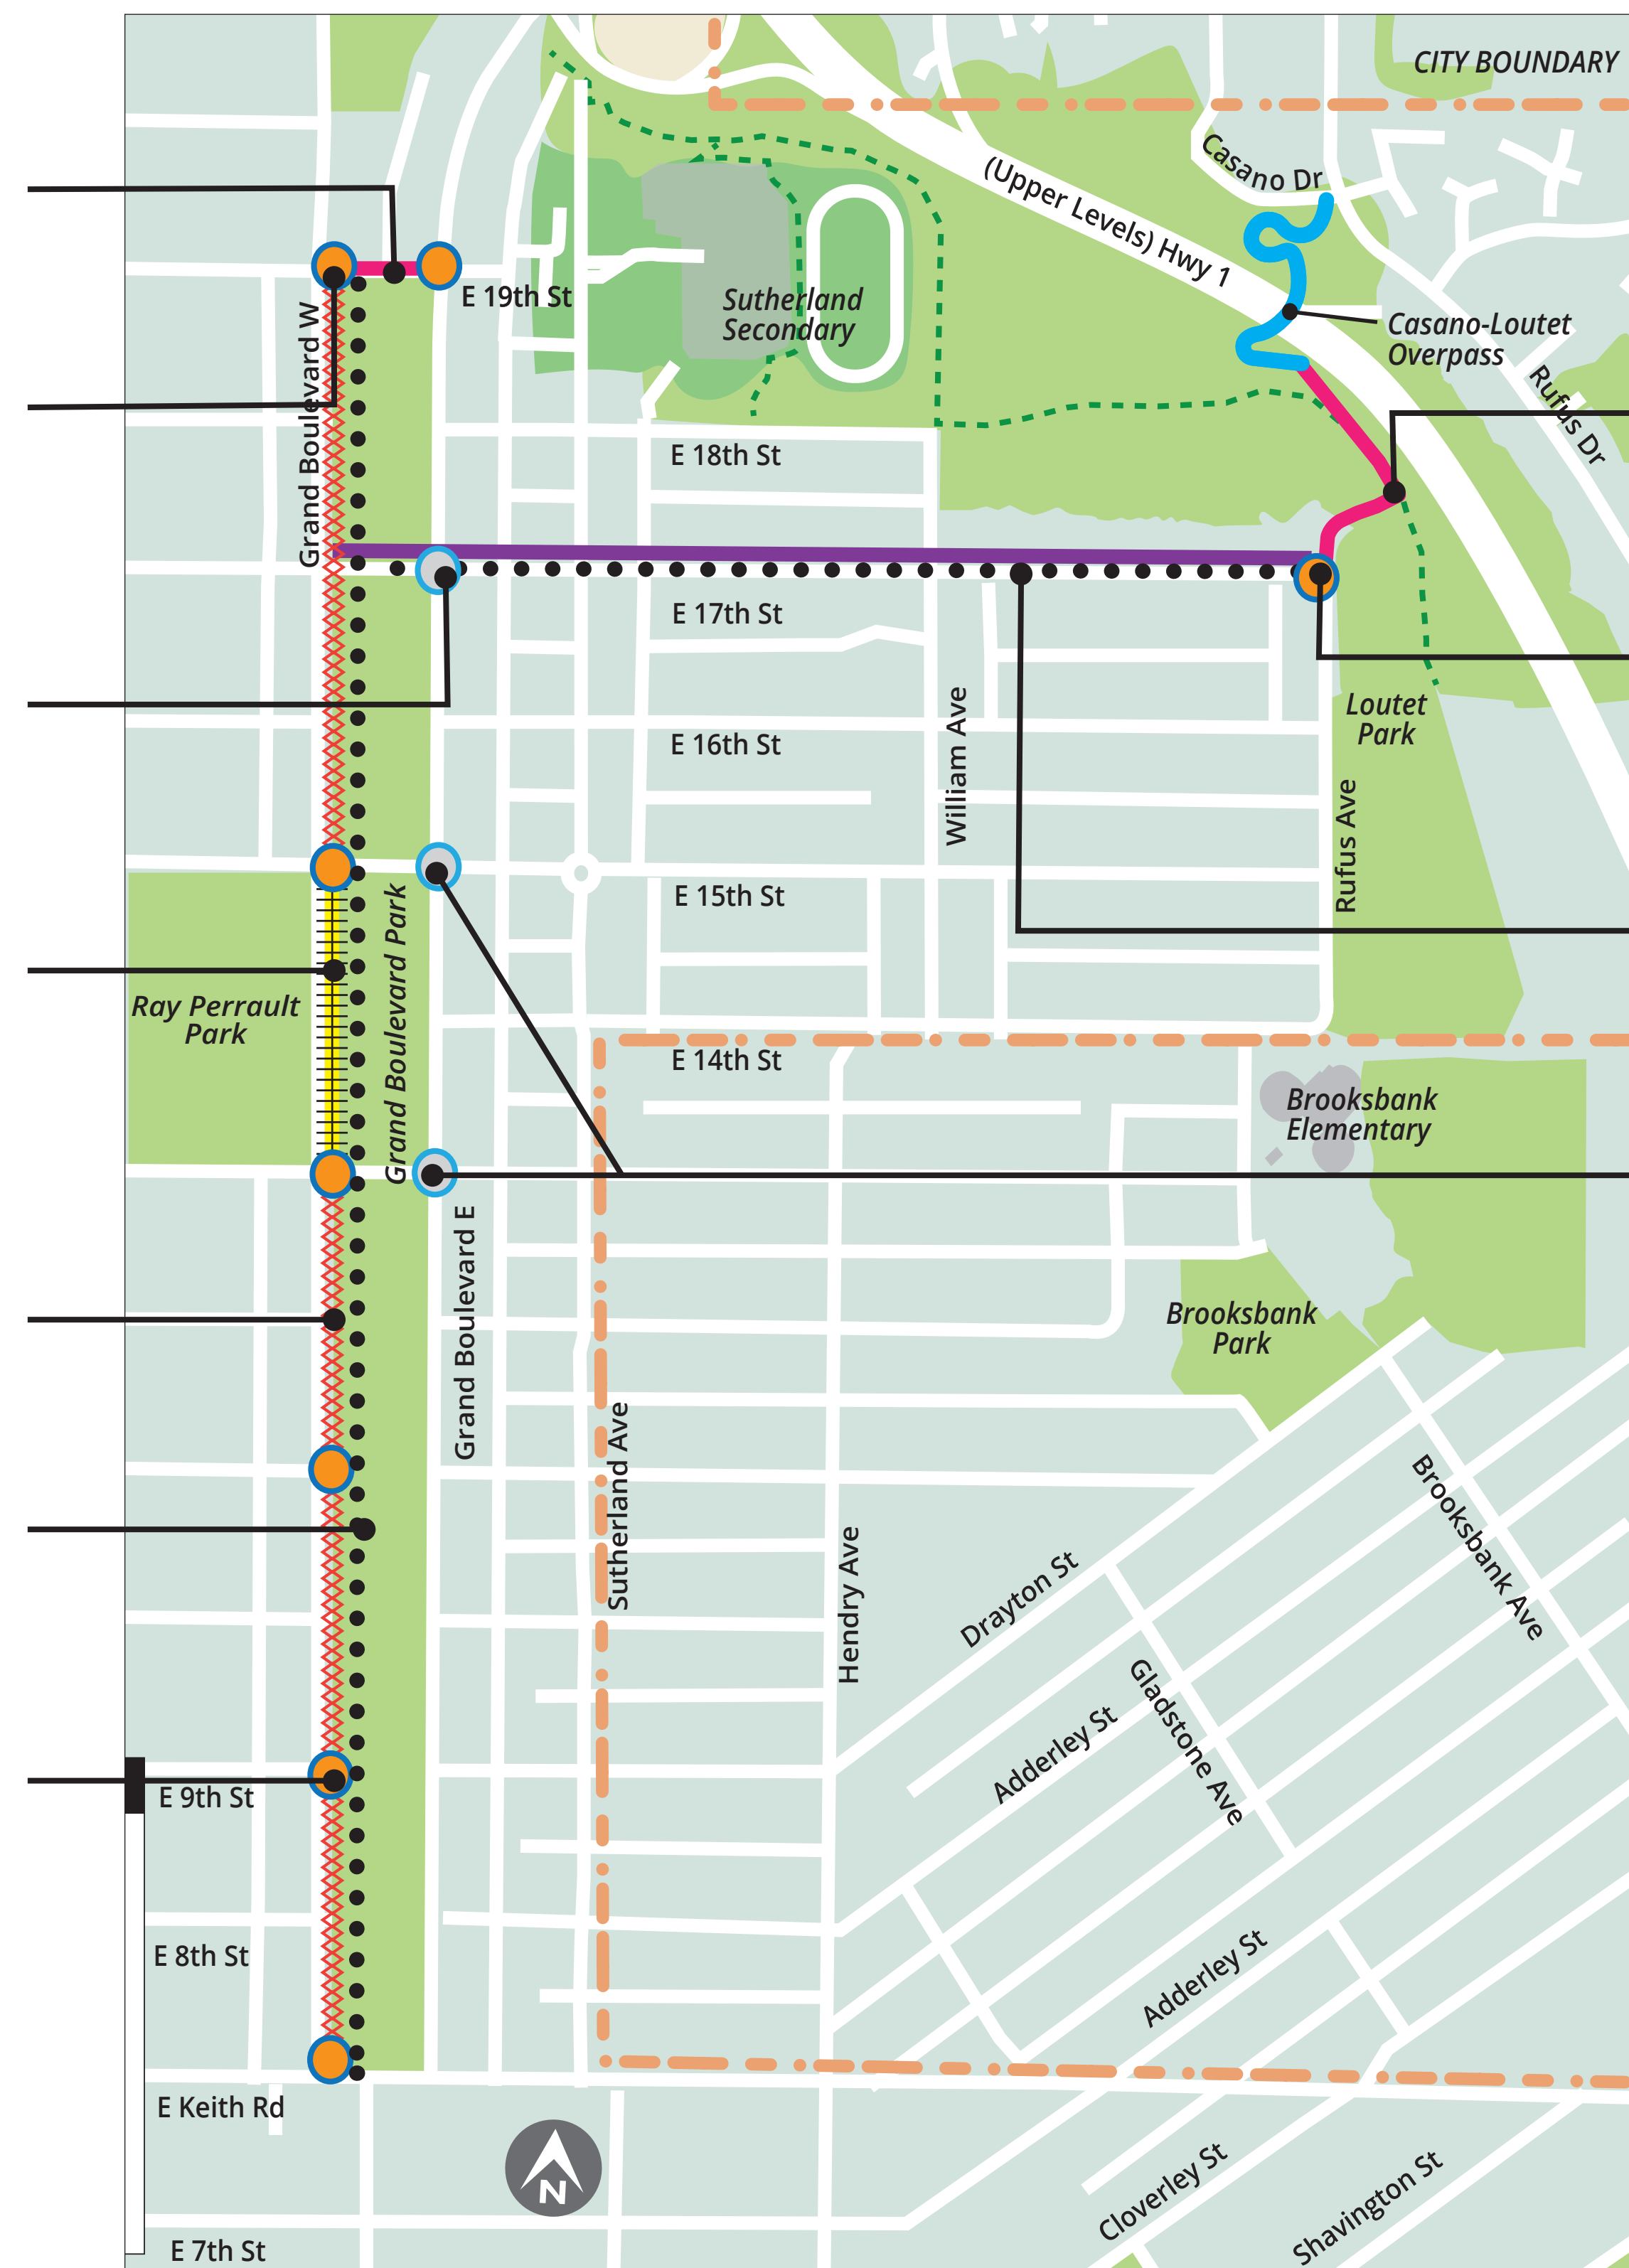 CITY BOUNDARY
Casano Dr
(Upper Levels) Hwy 1
E 19th St
Sutherland
Secondary
Casano-Loutet
Overpass
Grand Boulevard W
Rufus Dr
E 18th St
E 17th St
Loutet
Park
E 16th St
William Ave
Rufus Ave
E 15th St
Ray Perrault
Park
Grand Boulevard Park
E 14th St
Brooksbank
Elementary
Grand Boulevard E
Brooksbank
Park
Sutherland Ave
Hendry Ave
Brooksbank Ave
Drayton St
Gladstone Ave
Adderley St
E 9th St
E 8th St
Adderley St
E Keith Rd
N
Cloverley St
Shavington St
E 7th St